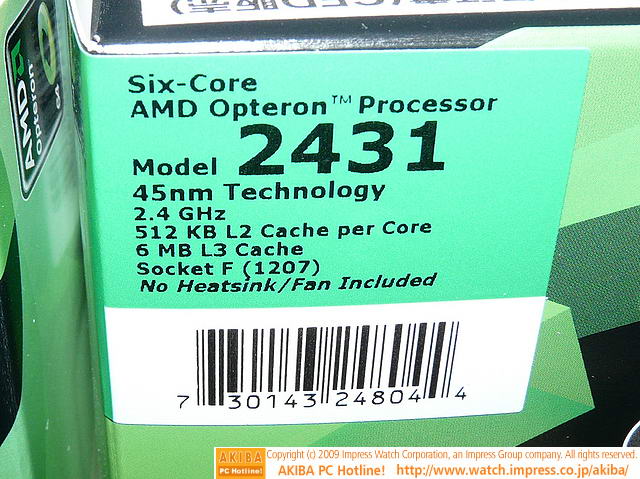 AMD
Opteron
Six-Core
AMD Opteron™ Processor
Model 2431
45nm Technology
2.4 GHz
512 KB L2 Cache per Core
6 MB L3 Cache
Socket F (1207)
No Heatsink/Fan Included
7 30143 24804 4
AKIBA
PC Hotline!
Copyright (c) 2009 Impress Watch Corporation, an Impress Group company. All rights reserved.
AKIBA PC Hotline! http://www.watch.impress.co.jp/akiba/